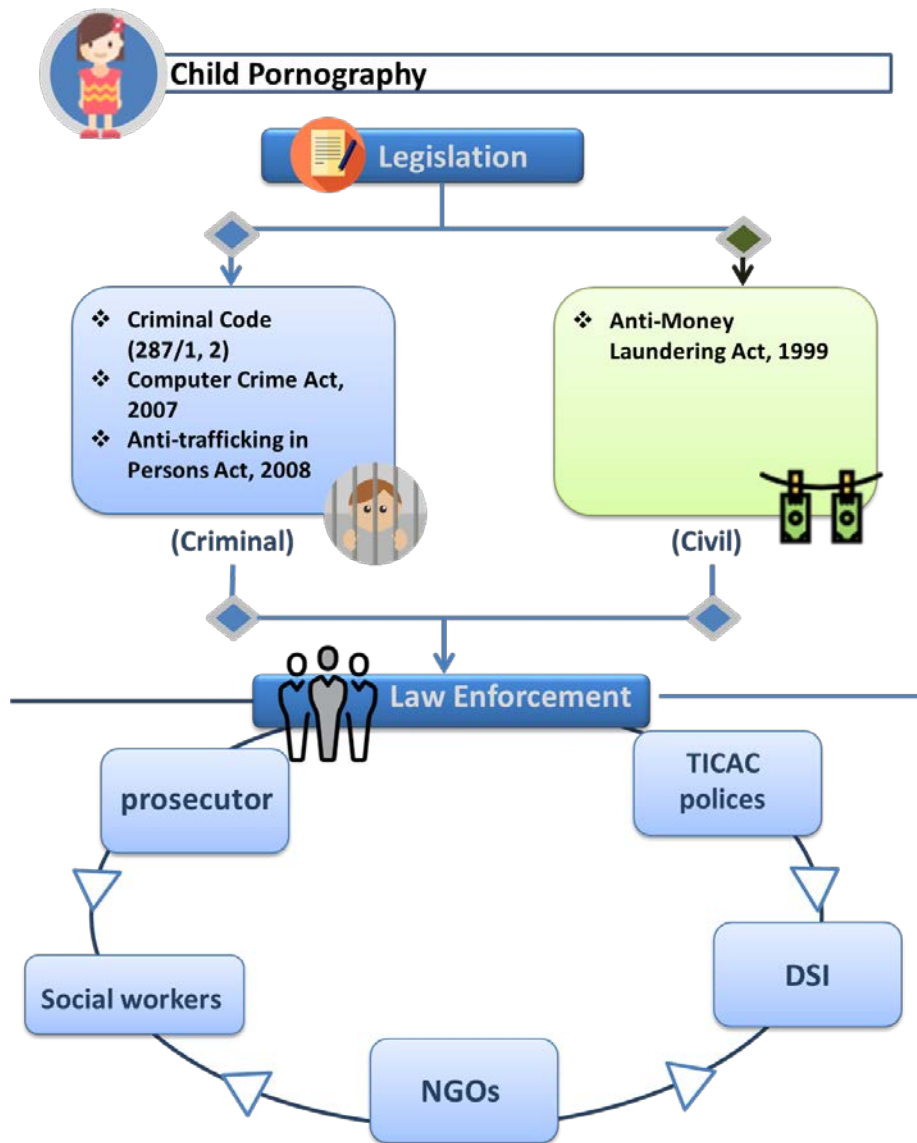 Child Pornography
Legislation
❖ Criminal Code
(287/1, 2)
❖ Computer Crime Act,
2007
❖ Anti-trafficking in
Persons Act, 2008
❖ Anti-Money
Laundering Act, 1999
(Criminal)
(Civil)
Law Enforcement
prosecutor
TICAC
polices
Social workers
DSI
NGOs